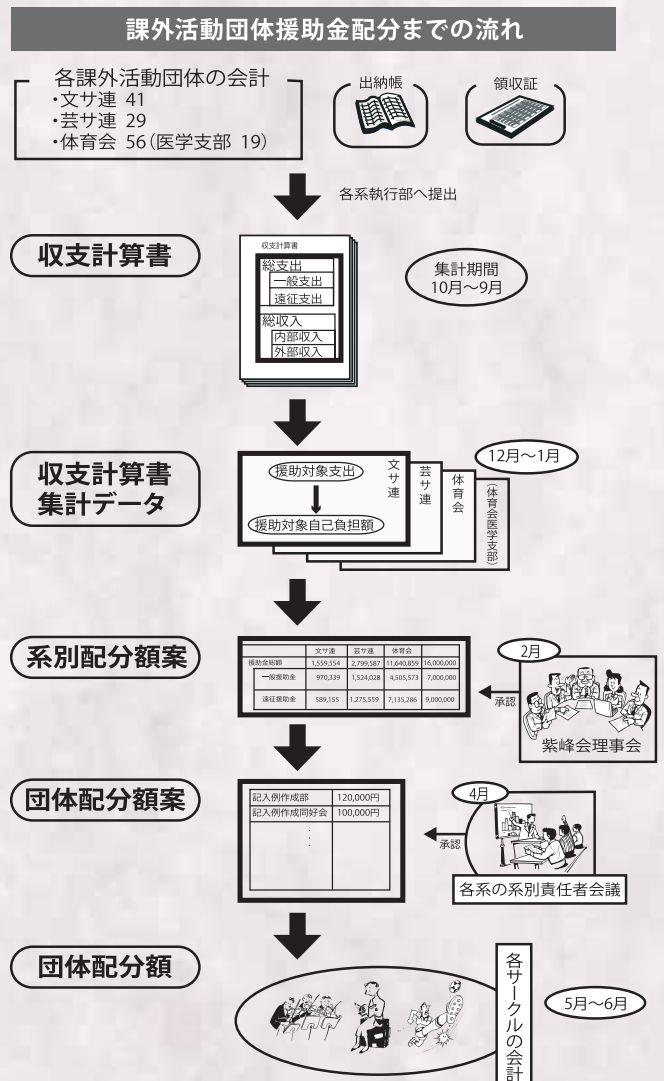 課外活動団体援助金配分までの流れ
各課外活動団体の会計
・文サ連 41
・芸サ連 29
・体育会 56（医学支部 19）
出納帳
領収証
各系執行部へ提出
収支計算書
収支計算書
総支出
一般支出
遠征支出
総収入
内部収入
外部収入
集計期間
10月～9月
収支計算書
集計データ
援助対象支出
援助対象自己負担額
文サ連
芸サ連
体育会
（体育会医学支部）
12月～1月
系別配分額案
文サ連 芸サ連 体育会
援助金総額 1,559,554 2,799,587 11,640,859 16,000,000
一般援助金 970,339 1,524,028 4,505,573 7,000,000
遠征援助金 589,155 1,275,559 7,135,286 9,000,000
承認
2月
紫峰会理事会
団体配分額案
記入例作成部 120,000円
記入例作成同好会 100,000円
：
承認
4月
各系の系別責任者会議
団体配分額
各サークルの会計
5月～6月